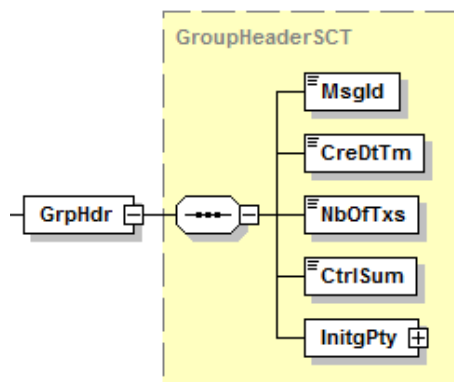 GroupHeaderSCT
MsgId
CreDtTm
GrpHdr
NbOfTxs
CtrlSum
InitgPty